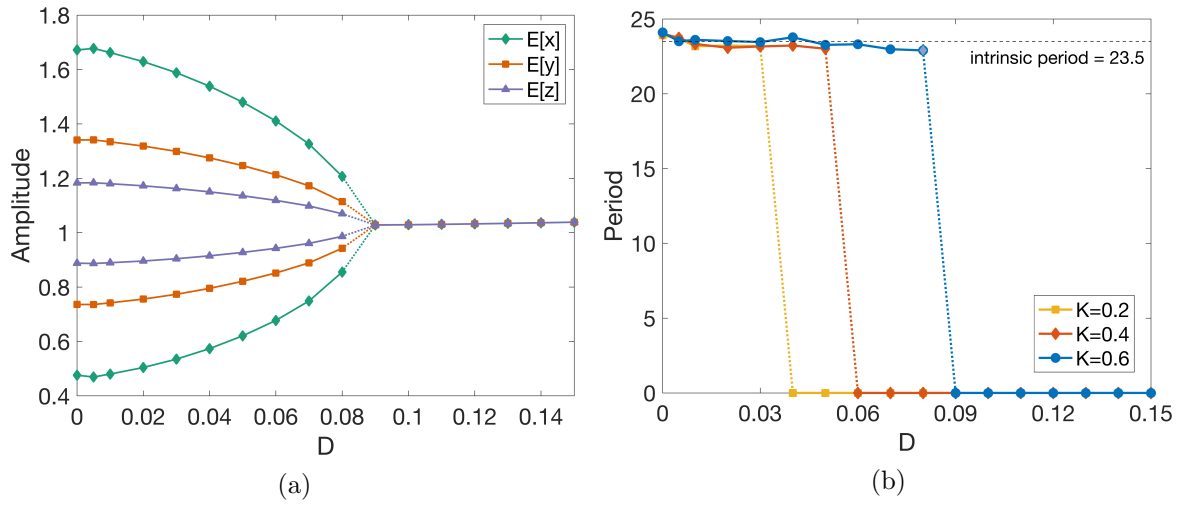 1.8
1.6
1.4
1.2
1
0.8
0.6
0.4
Amplitude
0
0.02
0.04
0.06
0.08
0.1
0.12
0.14
D
E[x]
E[y]
E[z]
(a)
25
20
15
10
5
0
Period
0
0.03
0.06
0.09
0.12
0.15
D
intrinsic period = 23.5
K=0.2
K=0.4
K=0.6
(b)